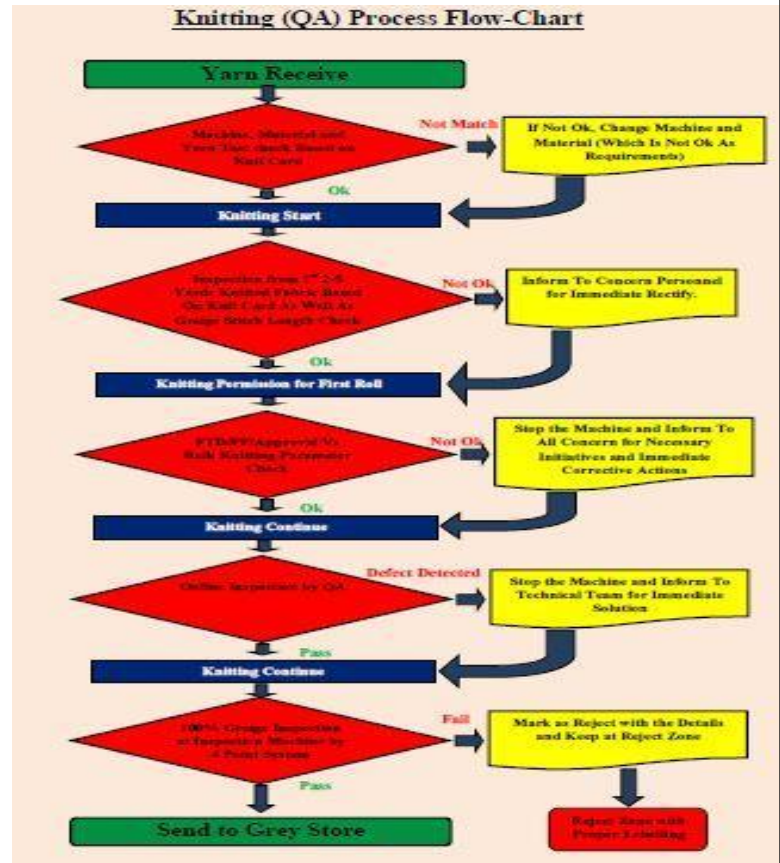 Knitting (QA) Process Flow-Chart
Yarn Receive
Machine, Material and
Yarn Test check Based on
Knit Card
Not Match
If Not Ok, Change Machine and
Material (Which Is Not Ok As
Requirements)
Ok
Knitting Start
Inspection from 1st 2-5
Yards Knitted Fabric Based
On Knit Card As Well As
Greige Stitch Length Check
Not Ok
Inform To Concern Personnel
for Immediate Rectify.
Ok
Knitting Permission for First Roll
Approval Vs
Bulk Knitting Parameter
Check
Not Ok
Stop the Machine and Inform To
All Concern for Necessary
Initiatives and Immediate
Corrective Actions
Ok
Knitting Continue
Inspection by QA
Defect Detected
Stop the Machine and Inform To
Technical Team for Immediate
Solution
Pass
Knitting Continue
100% Greige Inspection
at Inspection Machine by
4 Point System
Fail
Mark as Reject with the Details
and Keep at Reject Zone
Pass
Send to Grey Store
Reject Zone with
Proper Labelling